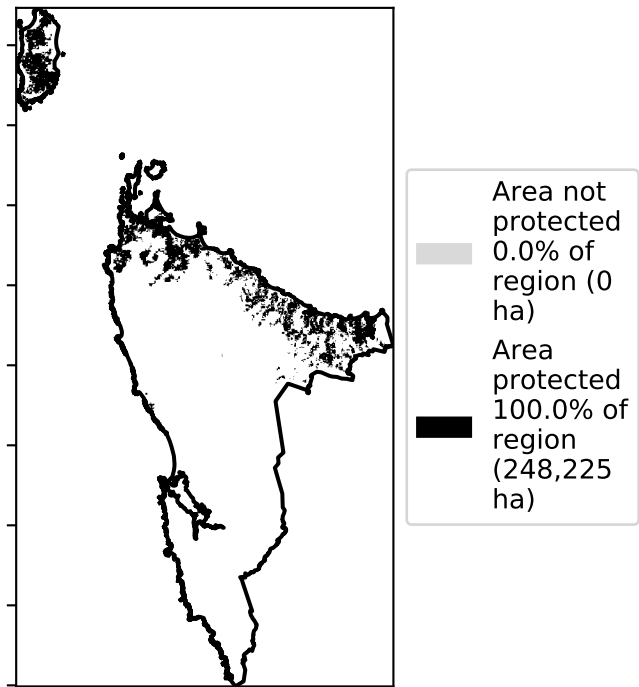 Area not
protected
0.0% of
region (0
ha)
Area
protected
100.0% of
region
(248,225
ha)